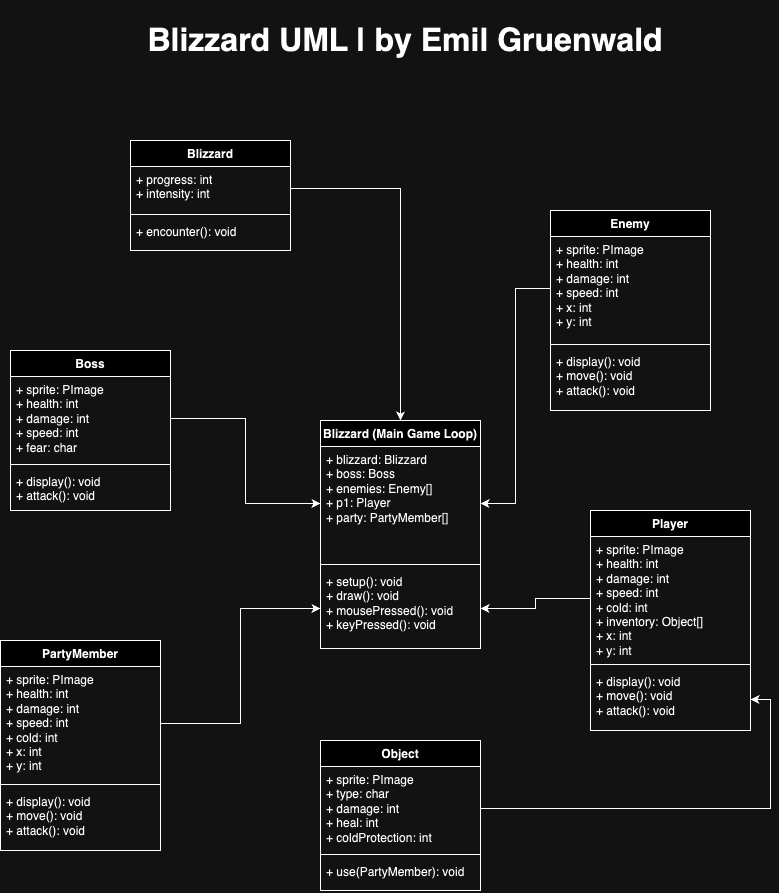 Blizzard UML | by Emil Gruenwald
Blizzard
+ progress: int
+ intensity: int
+ encounter(): void
Enemy
+ sprite: PImage
+ health: int
+ damage: int
+ speed: int
+ x: int
+ y: int
+ display(): void
+ move(): void
+ attack(): void
Boss
+ sprite: PImage
+ health: int
+ damage: int
+ speed: int
+ fear: char
+ display(): void
+ attack(): void
Blizzard (Main Game Loop)
+ blizzard: Blizzard
+ boss: Boss
+ enemies: Enemy[]
+ p1: Player
+ party: PartyMember[]
+ setup(): void
+ draw(): void
+ mousePressed(): void
+ keyPressed(): void
Player
+ sprite: PImage
+ health: int
+ damage: int
+ speed: int
+ cold: int
+ inventory: Object[]
+ x: int
+ y: int
+ display(): void
+ move(): void
+ attack(): void
PartyMember
+ sprite: PImage
+ health: int
+ damage: int
+ speed: int
+ cold: int
+ x: int
+ y: int
+ display(): void
+ move(): void
+ attack(): void
Object
+ sprite: PImage
+ type: char
+ damage: int
+ heal: int
+ coldProtection: int
+ use(PartyMember): void